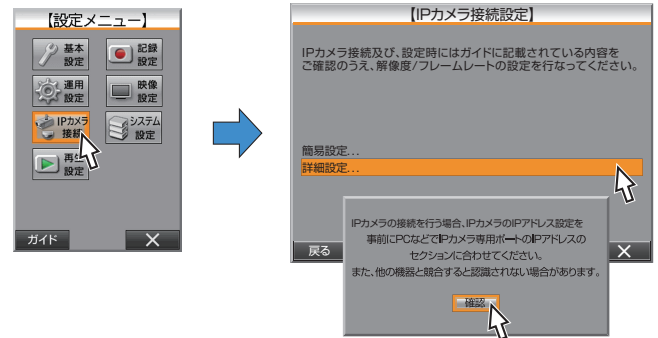 【設定メニュー】
基本
設定
記録
設定
運用
設定
映像
設定
IPカメラ
接続
システム
設定
再生
設定
ガイド
【IPカメラ接続設定】
IPカメラ接続及び、設定時にはガイドに記載されている内容を
ご確認のうえ、解像度/フレームレートの設定を行なってください。
簡易設定...
詳細設定...
戻る
IPカメラの接続を行う場合、IPカメラのIPアドレス設定を
事前にPCなどでIPカメラ専用ポートのIPアドレスの
セクションに合わせてください。
また、他の機器と競合すると認識されない場合があります。
確認